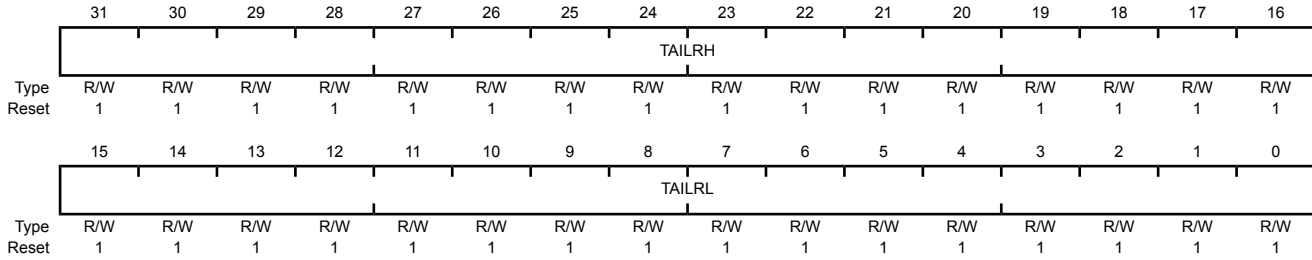 31 30 29 28 27 26 25 24 23 22 21 20 19 18 17 16
TAILRH
Type R/W R/W R/W R/W R/W R/W R/W R/W R/W R/W R/W R/W R/W R/W R/W R/W
Reset 1 1 1 1 1 1 1 1 1 1 1 1 1 1 1 1
15 14 13 12 11 10 9 8 7 6 5 4 3 2 1 0
TAILRL
Type R/W R/W R/W R/W R/W R/W R/W R/W R/W R/W R/W R/W R/W R/W R/W R/W
Reset 1 1 1 1 1 1 1 1 1 1 1 1 1 1 1 1